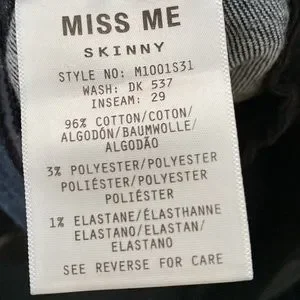 MISS ME
SKINNY
STYLE NO: M1001S31
WASH: DK 537
INSEAM: 29
96% COTTON/COTON/
ALGODÓN/BAUMWOLLE/
ALGODÃO
3% POLYESTER/POLYESTER
POLIÉSTER/POLYESTER
POLIÉSTER
1% ELASTANE/ÉLASTHANNE
ELASTANO/ELASTAN/
ELASTANO
SEE REVERSE FOR CARE